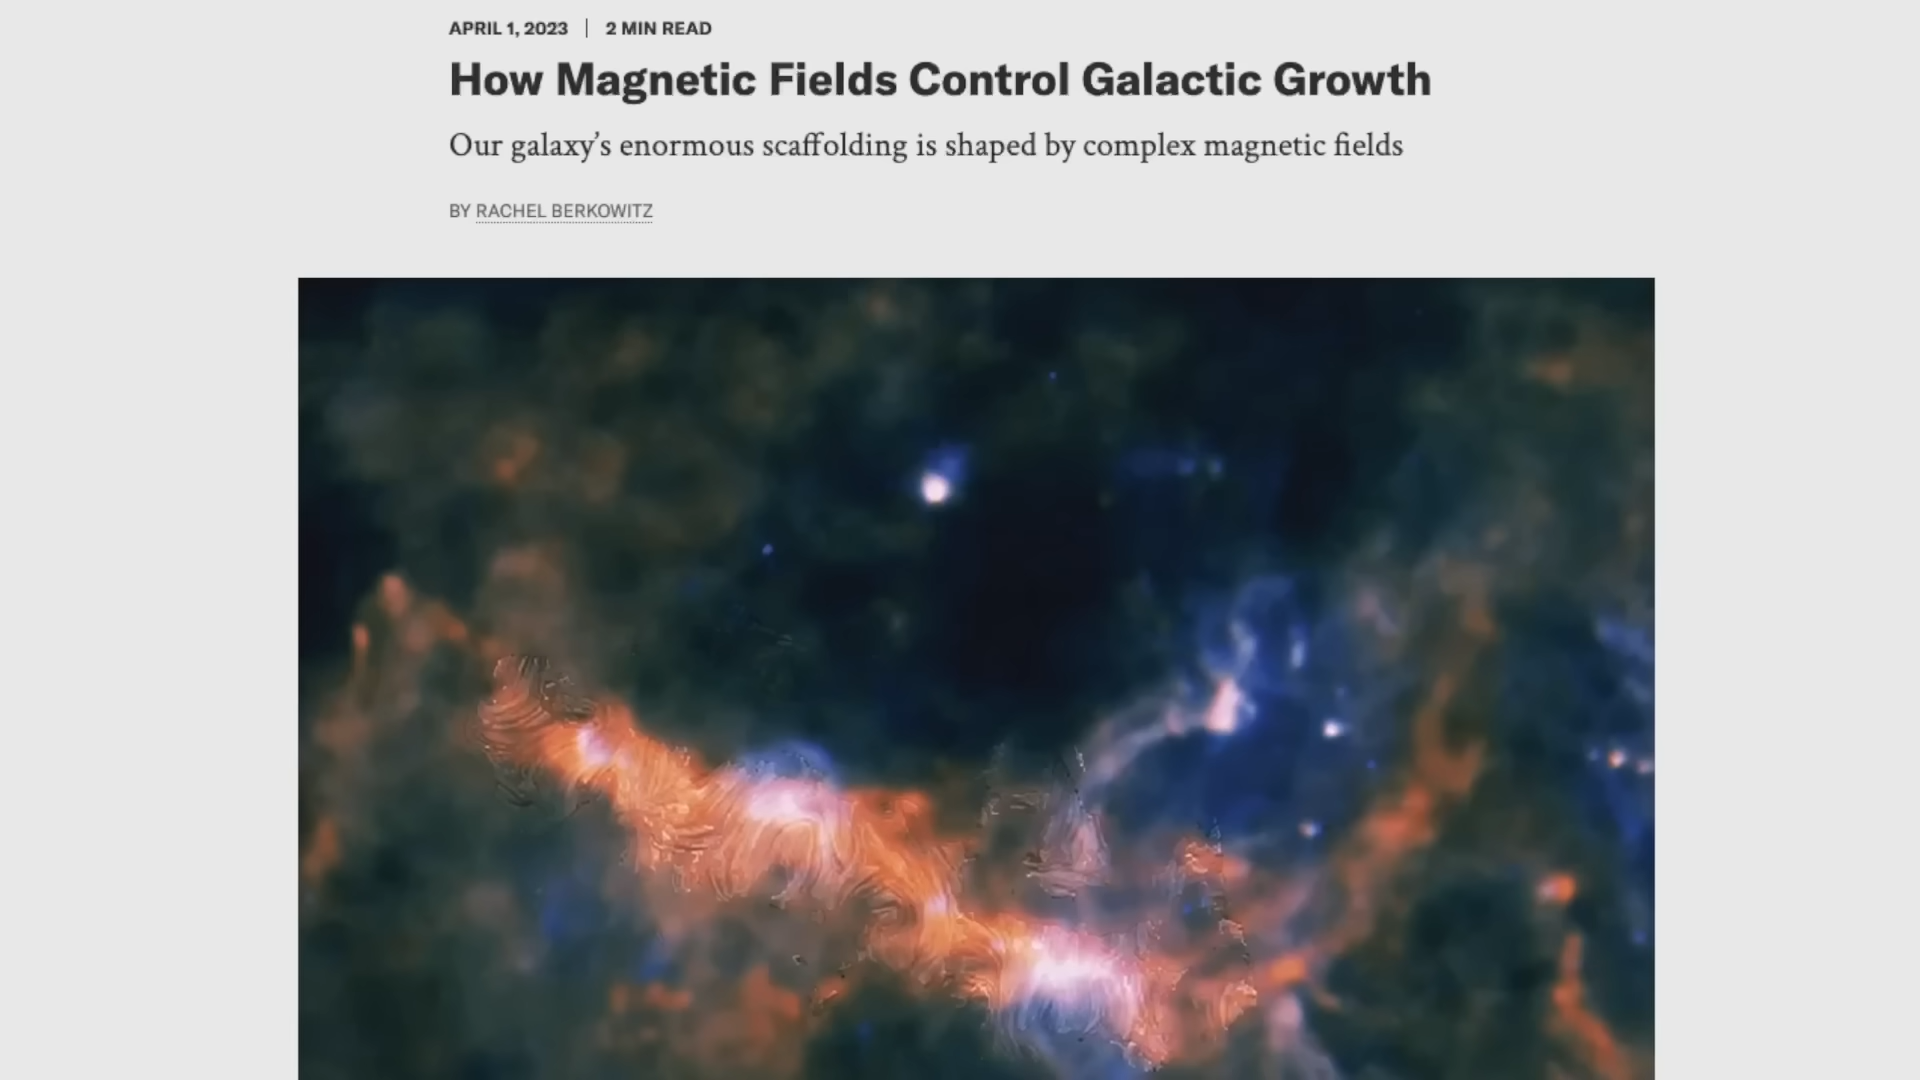 APRIL 1, 2023 | 2 MIN READ
How Magnetic Fields Control Galactic Growth
Our galaxy’s enormous scaffolding is shaped by complex magnetic fields
BY RACHEL BERKOWITZ